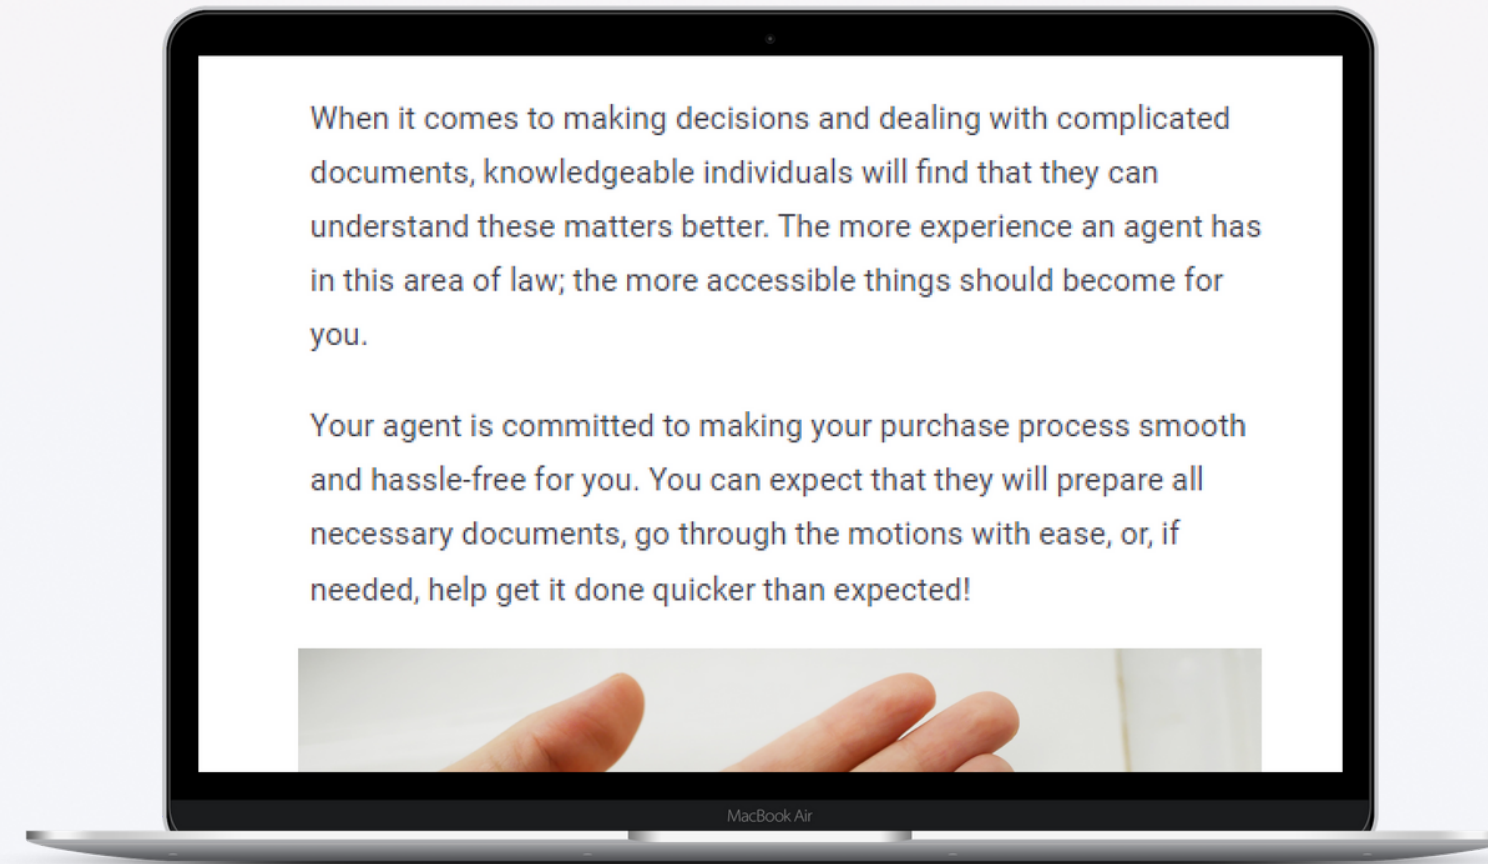 When it comes to making decisions and dealing with complicated
documents, knowledgeable individuals will find that they can
understand these matters better. The more experience an agent has
in this area of law; the more accessible things should become for
you.
Your agent is committed to making your purchase process smooth
and hassle-free for you. You can expect that they will prepare all
necessary documents, go through the motions with ease, or, if
needed, help get it done quicker than expected!
MacBook Air